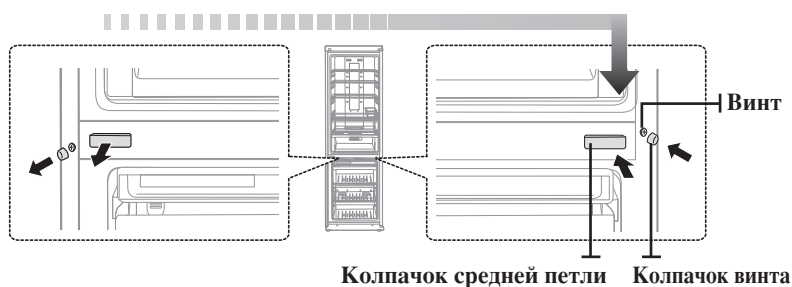 Винт
Колпачок средней петли
Колпачок винта